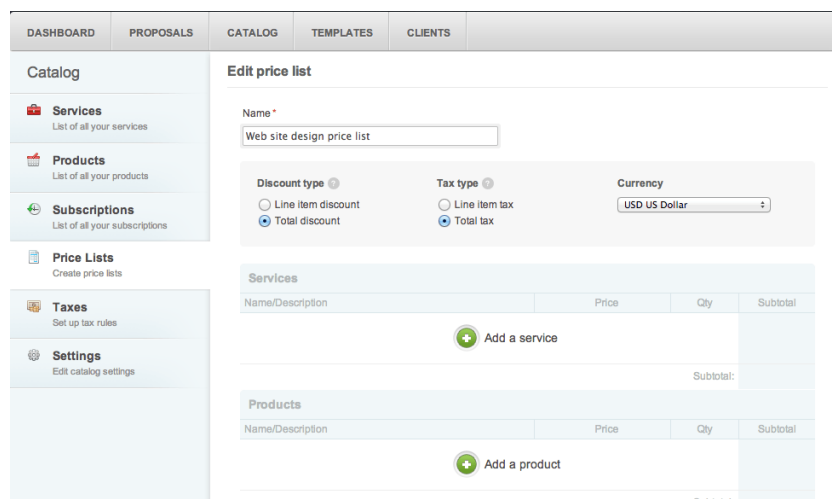 DASHBOARD PROPOSALS CATALOG TEMPLATES CLIENTS
Catalog
Services
List of all your services
Products
List of all your products
Subscriptions
List of all your subscriptions
Price Lists
Create price lists
Taxes
Set up tax rules
Settings
Edit catalog settings
Edit price list
Name*
Web site design price list
Discount type ? Tax type ? Currency
Line item discount Line item tax USD US Dollar
Total discount Total tax
Services
Name/Description Price Qty Subtotal
Add a service
Subtotal:
Products
Name/Description Price Qty Subtotal
Add a product